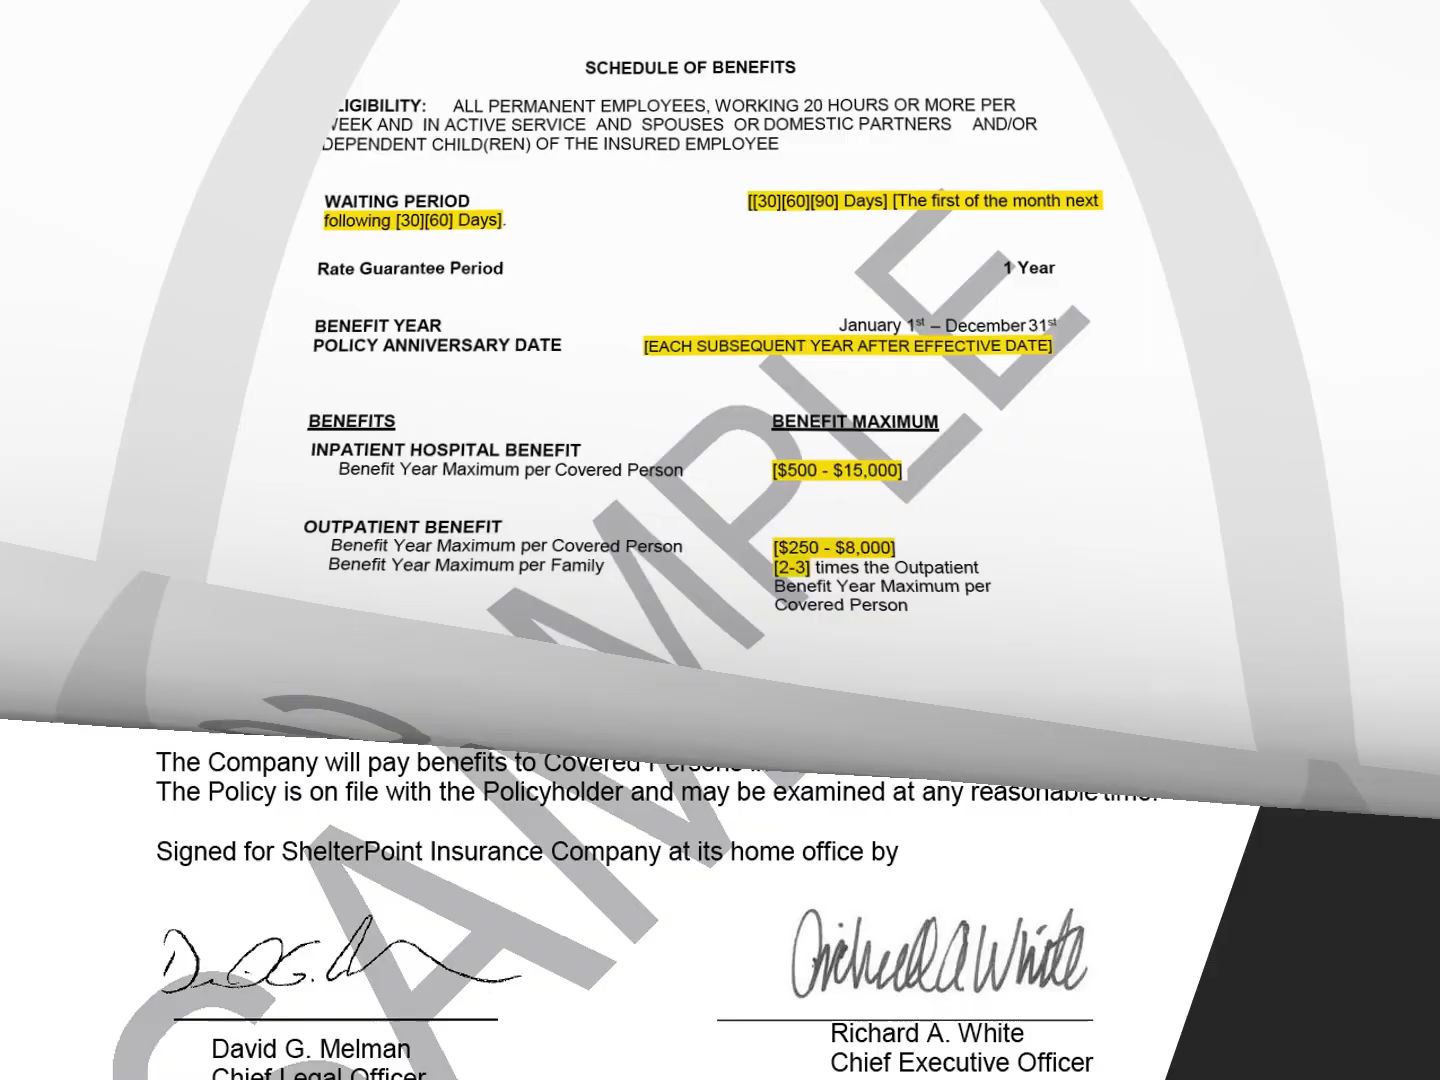 SCHEDULE OF BENEFITS
LIGIBILITY: ALL PERMANENT EMPLOYEES, WORKING 20 HOURS OR MORE PER
WEEK AND IN ACTIVE SERVICE AND SPOUSES OR DOMESTIC PARTNERS AND/OR
DEPENDENT CHILD(REN) OF THE INSURED EMPLOYEE
WAITING PERIOD [[30][60][90] Days] [The first of the month next
following [30][60] Days].
Rate Guarantee Period 1 Year
BENEFIT YEAR January 1st – December 31st
POLICY ANNIVERSARY DATE [EACH SUBSEQUENT YEAR AFTER EFFECTIVE DATE]
BENEFITS BENEFIT MAXIMUM
INPATIENT HOSPITAL BENEFIT
Benefit Year Maximum per Covered Person [$500 - $15,000]
OUTPATIENT BENEFIT
Benefit Year Maximum per Covered Person [$250 - $8,000]
Benefit Year Maximum per Family [2-3] times the Outpatient
Benefit Year Maximum per
Covered Person
SAMPLE
The Company will pay benefits to Covered Persons
The Policy is on file with the Policyholder and may be examined at any reasonable time.
Signed for ShelterPoint Insurance Company at its home office by
Richard A White
David G. Melman Richard A. White
Chief Legal Officer Chief Executive Officer